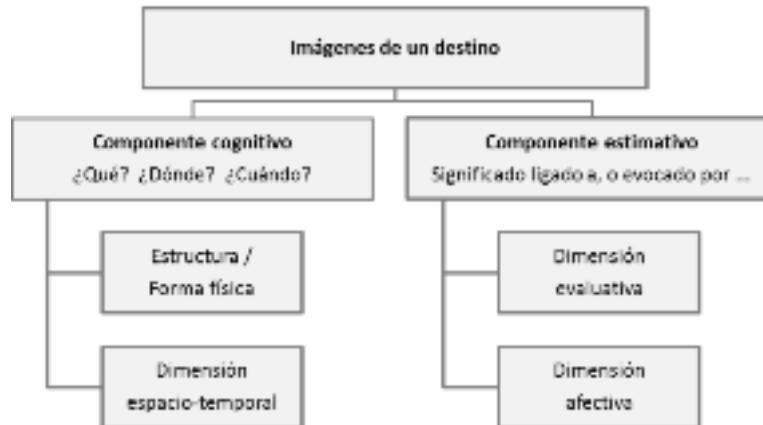 Imágenes de un destino
Componente cognitivo
¿Qué? ¿Dónde? ¿Cuándo?
Estructura /
Forma física
Dimensión
espacio-temporal
Componente estimativo
Significado ligado a, o evocado por ...
Dimensión
evaluativa
Dimensión
afectiva